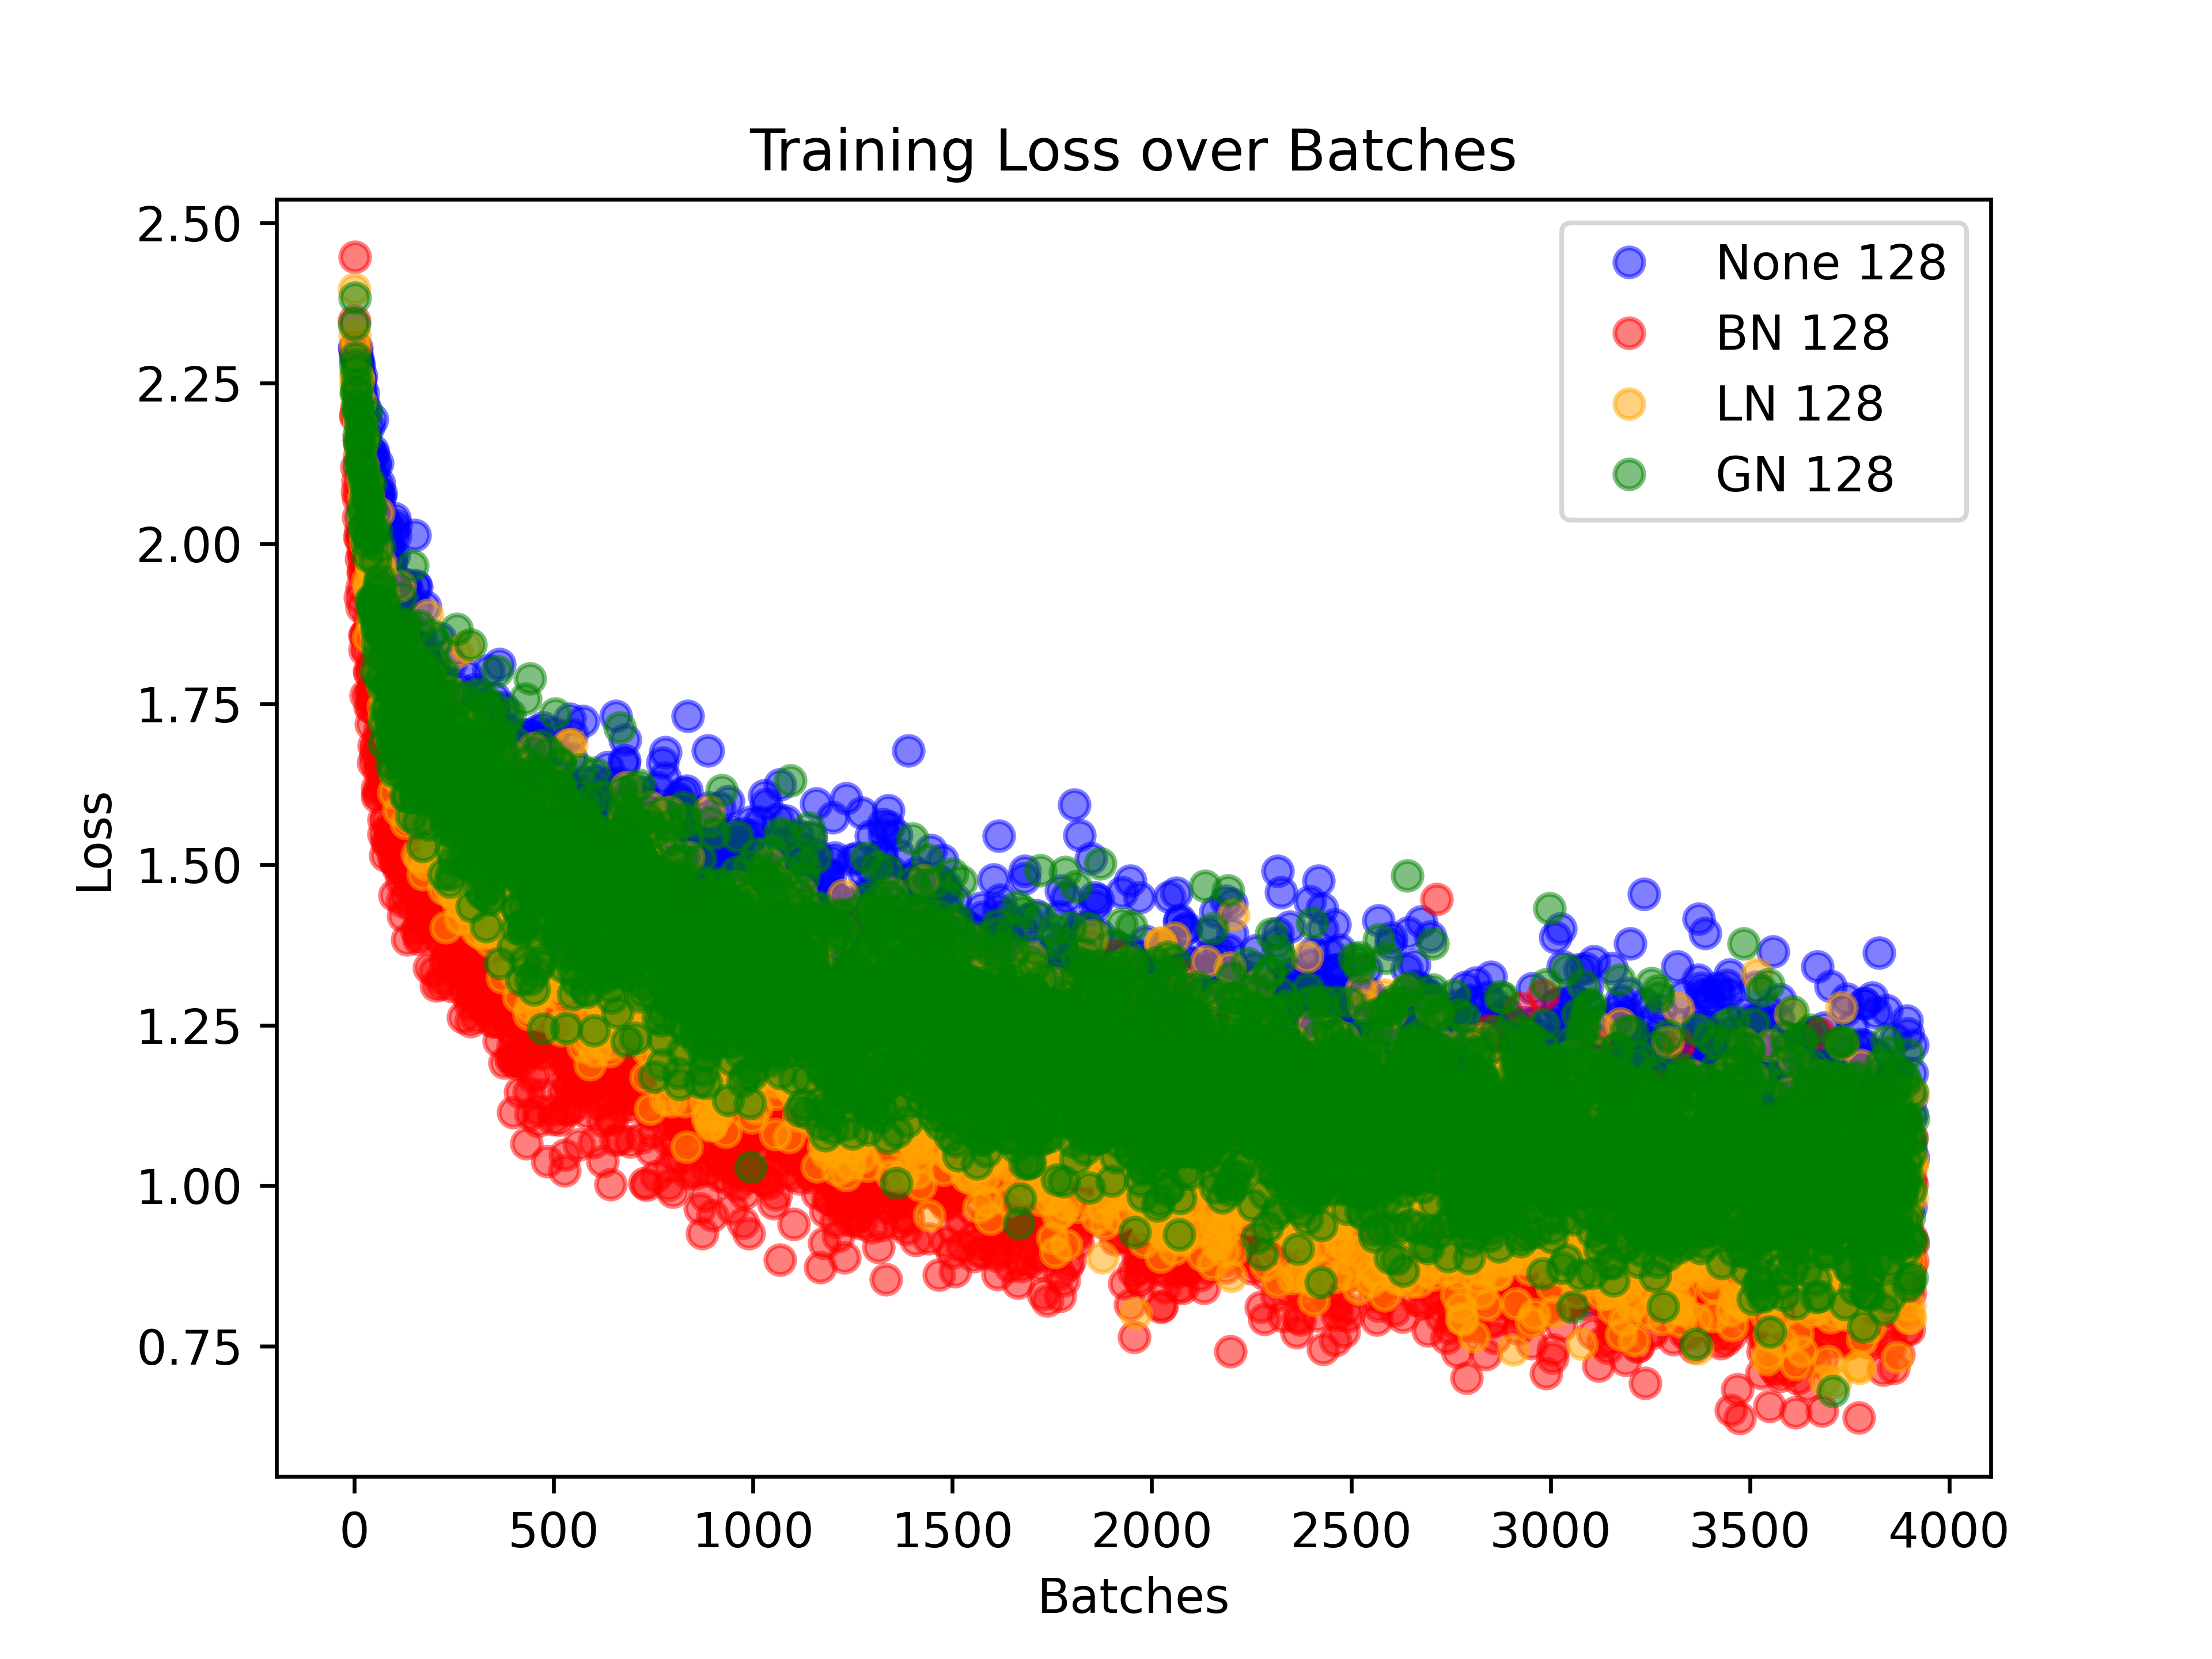 Training Loss over Batches
2.50
2.25
2.00
1.75
1.50
1.25
1.00
0.75
Loss
None 128
BN 128
LN 128
GN 128
0 500 1000 1500 2000 2500 3000 3500 4000
Batches